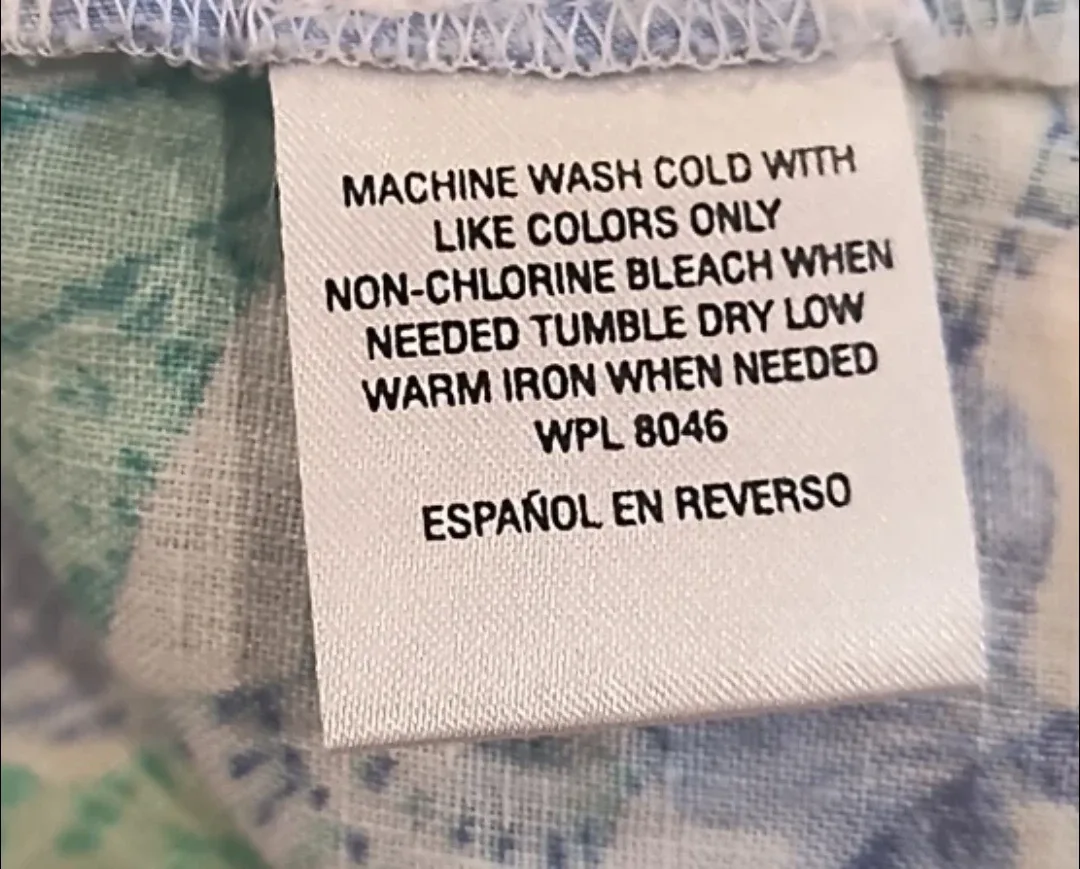 MACHINE WASH COLD WITH
LIKE COLORS ONLY
NON-CHLORINE BLEACH WHEN
NEEDED TUMBLE DRY LOW
WARM IRON WHEN NEEDED
WPL 8046
ESPAÑOL EN REVERSO